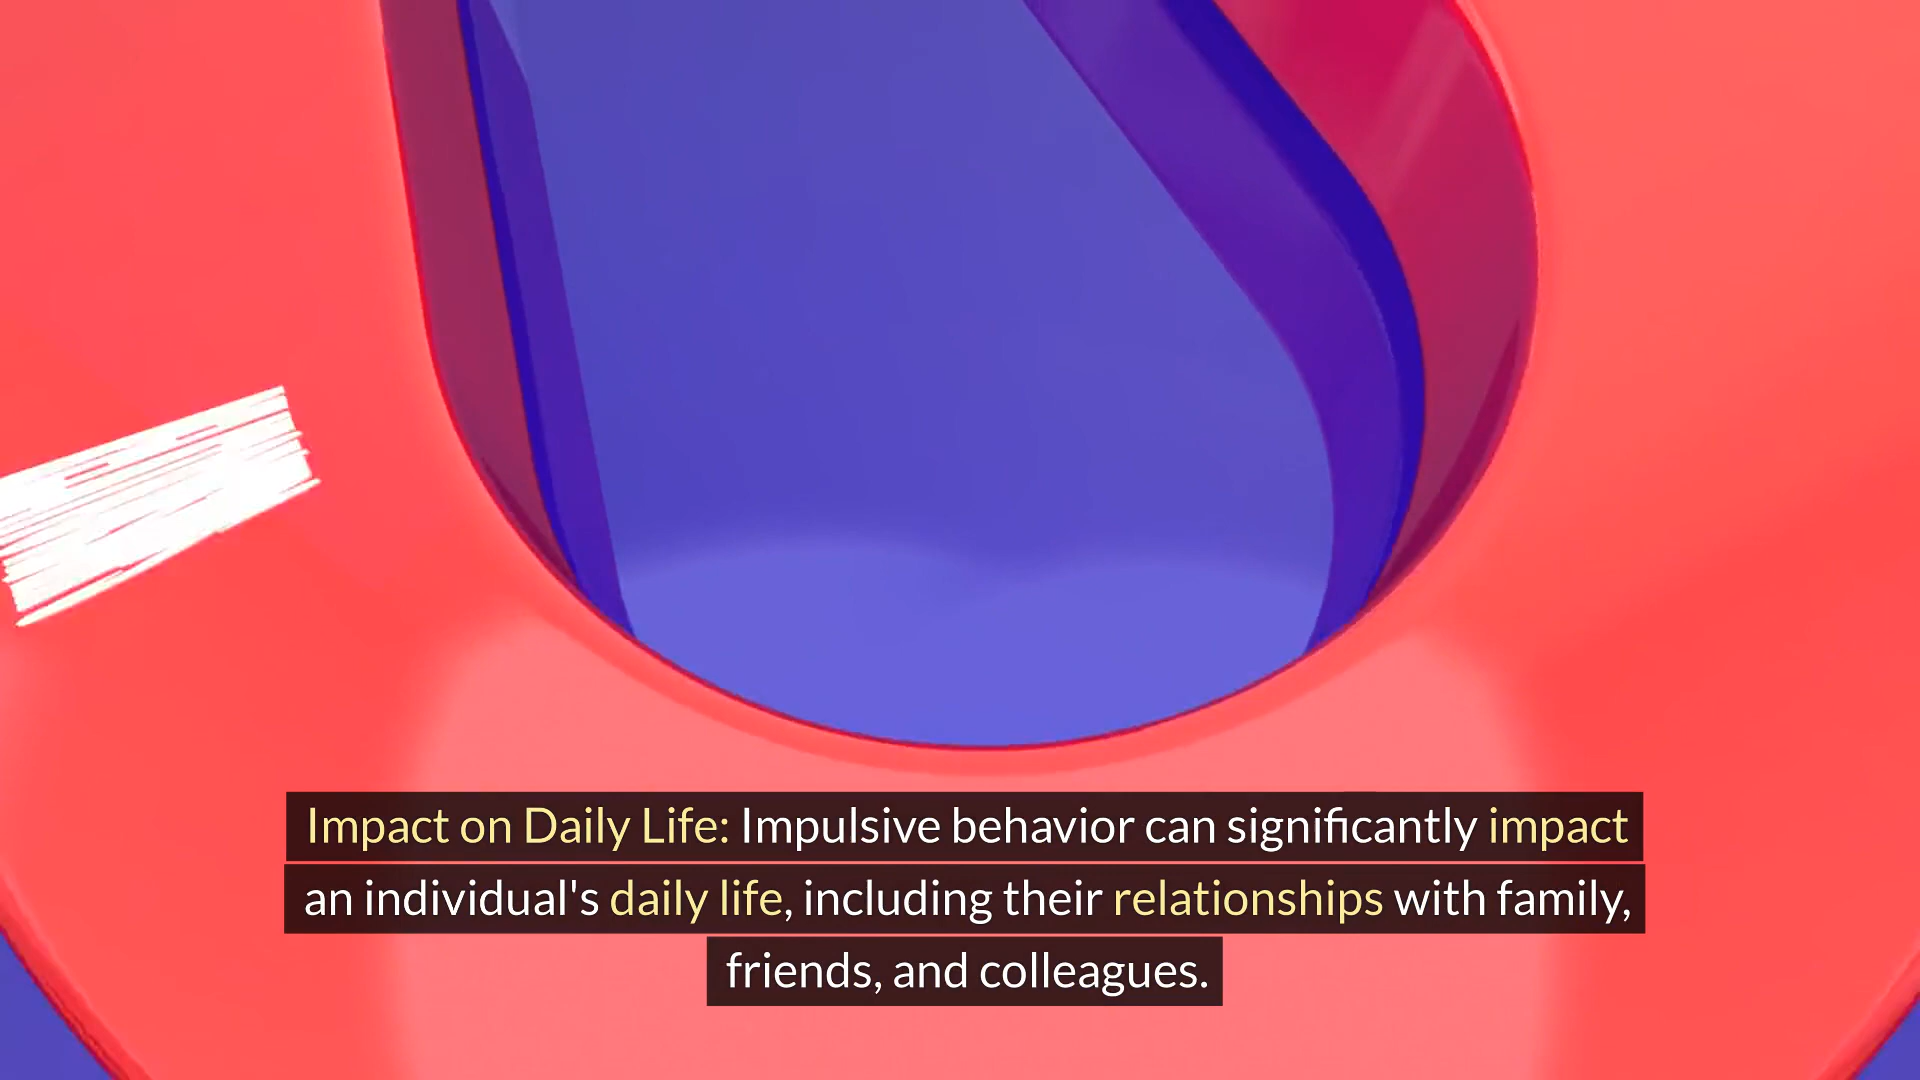 Impact on Daily Life: Impulsive behavior can significantly impact
an individual's daily life, including their relationships with family,
friends, and colleagues.